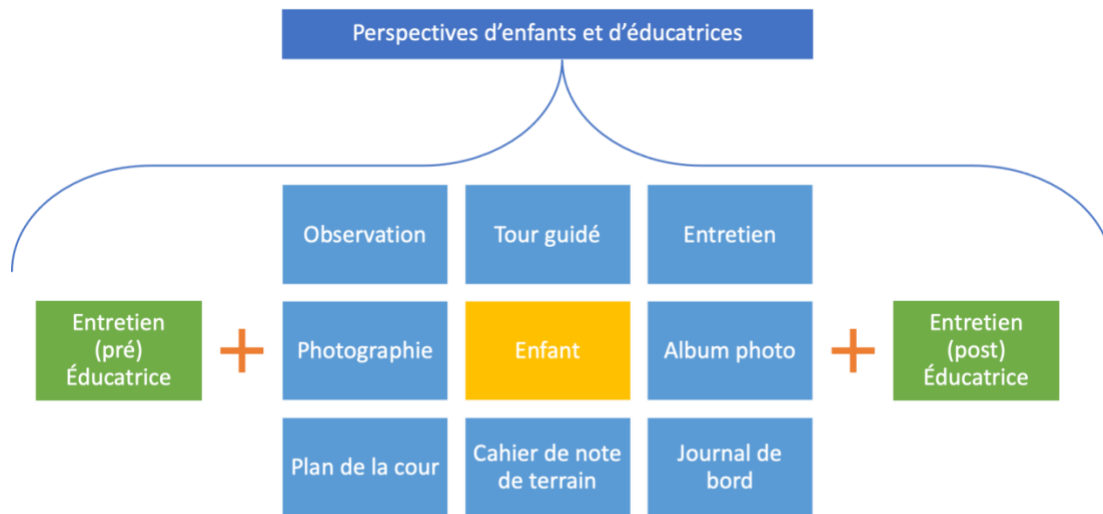 Perspectives d'enfants et d'éducatrices
Observation
Tour guidé
Entretien
Entretien
(pré)
Éducatrice
Photographie
Enfant
Album photo
Entretien
(post)
Éducatrice
Plan de la cour
Cahier de note
de terrain
Journal de
bord